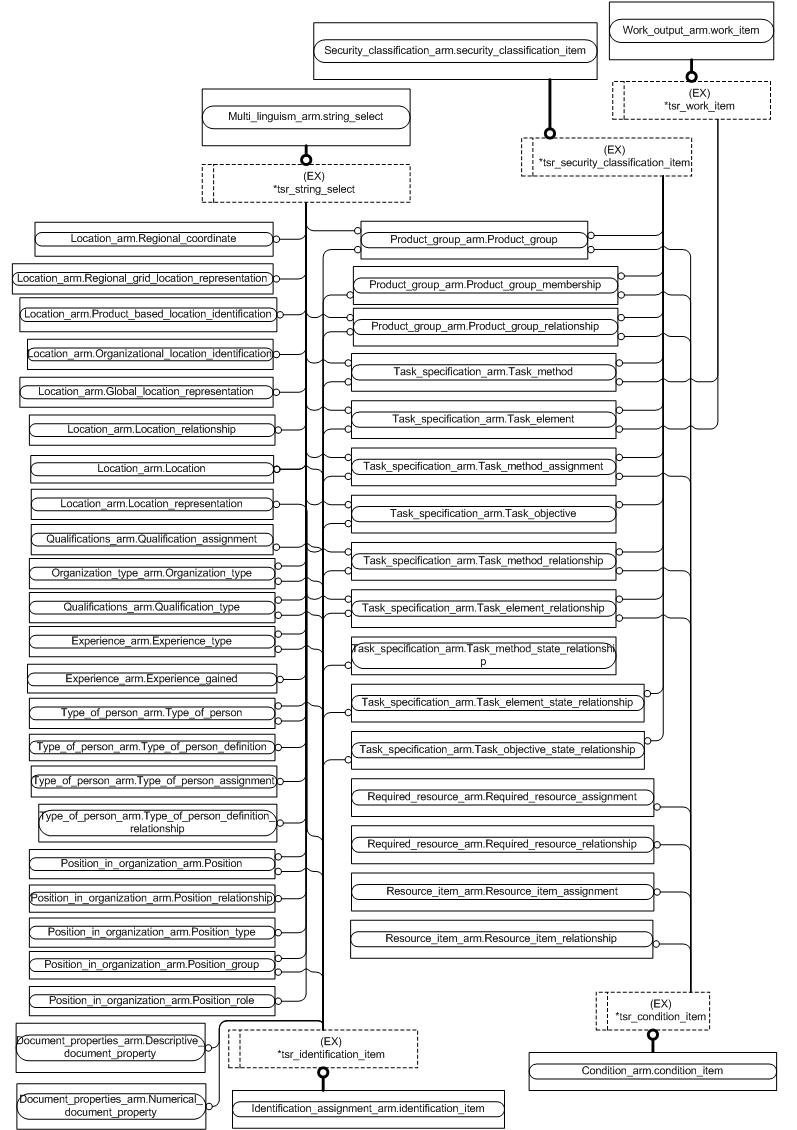 Work_output_arm.work_item
Security_classification_arm.security_classification_item
(EX)
*tsr_work_item
Multi_linguism_arm.string_select
(EX)
*tsr_security_classification_item
(EX)
*tsr_string_select
Location_arm.Regional_coordinate
Location_arm.Regional_grid_location_representation
Location_arm.Product_based_location_identification
Location_arm.Organizational_location_identification
Location_arm.Global_location_representation
Location_arm.Location_relationship
Location_arm.Location
Location_arm.Location_representation
Qualifications_arm.Qualification_assignment
Organization_type_arm.Organization_type
Qualifications_arm.Qualification_type
Experience_arm.Experience_type
Experience_arm.Experience_gained
Type_of_person_arm.Type_of_person
Type_of_person_arm.Type_of_person_definition
Type_of_person_arm.Type_of_person_assignment
Type_of_person_arm.Type_of_person_definition_
relationship
Position_in_organization_arm.Position
Position_in_organization_arm.Position_relationship
Position_in_organization_arm.Position_type
Position_in_organization_arm.Position_group
Position_in_organization_arm.Position_role
Document_properties_arm.Descriptive_
document_property
Document_properties_arm.Numerical_
document_property
Product_group_arm.Product_group
Product_group_arm.Product_group_membership
Product_group_arm.Product_group_relationship
Task_specification_arm.Task_method
Task_specification_arm.Task_element
Task_specification_arm.Task_method_assignment
Task_specification_arm.Task_objective
Task_specification_arm.Task_method_relationship
Task_specification_arm.Task_element_relationship
Task_specification_arm.Task_method_state_relationshi
p
Task_specification_arm.Task_element_state_relationship
Task_specification_arm.Task_objective_state_relationship
Required_resource_arm.Required_resource_assignment
Required_resource_arm.Required_resource_relationship
Resource_item_arm.Resource_item_assignment
Resource_item_arm.Resource_item_relationship
(EX)
*tsr_condition_item
(EX)
*tsr_identification_item
Condition_arm.condition_item
Identification_assignment_arm.identification_item